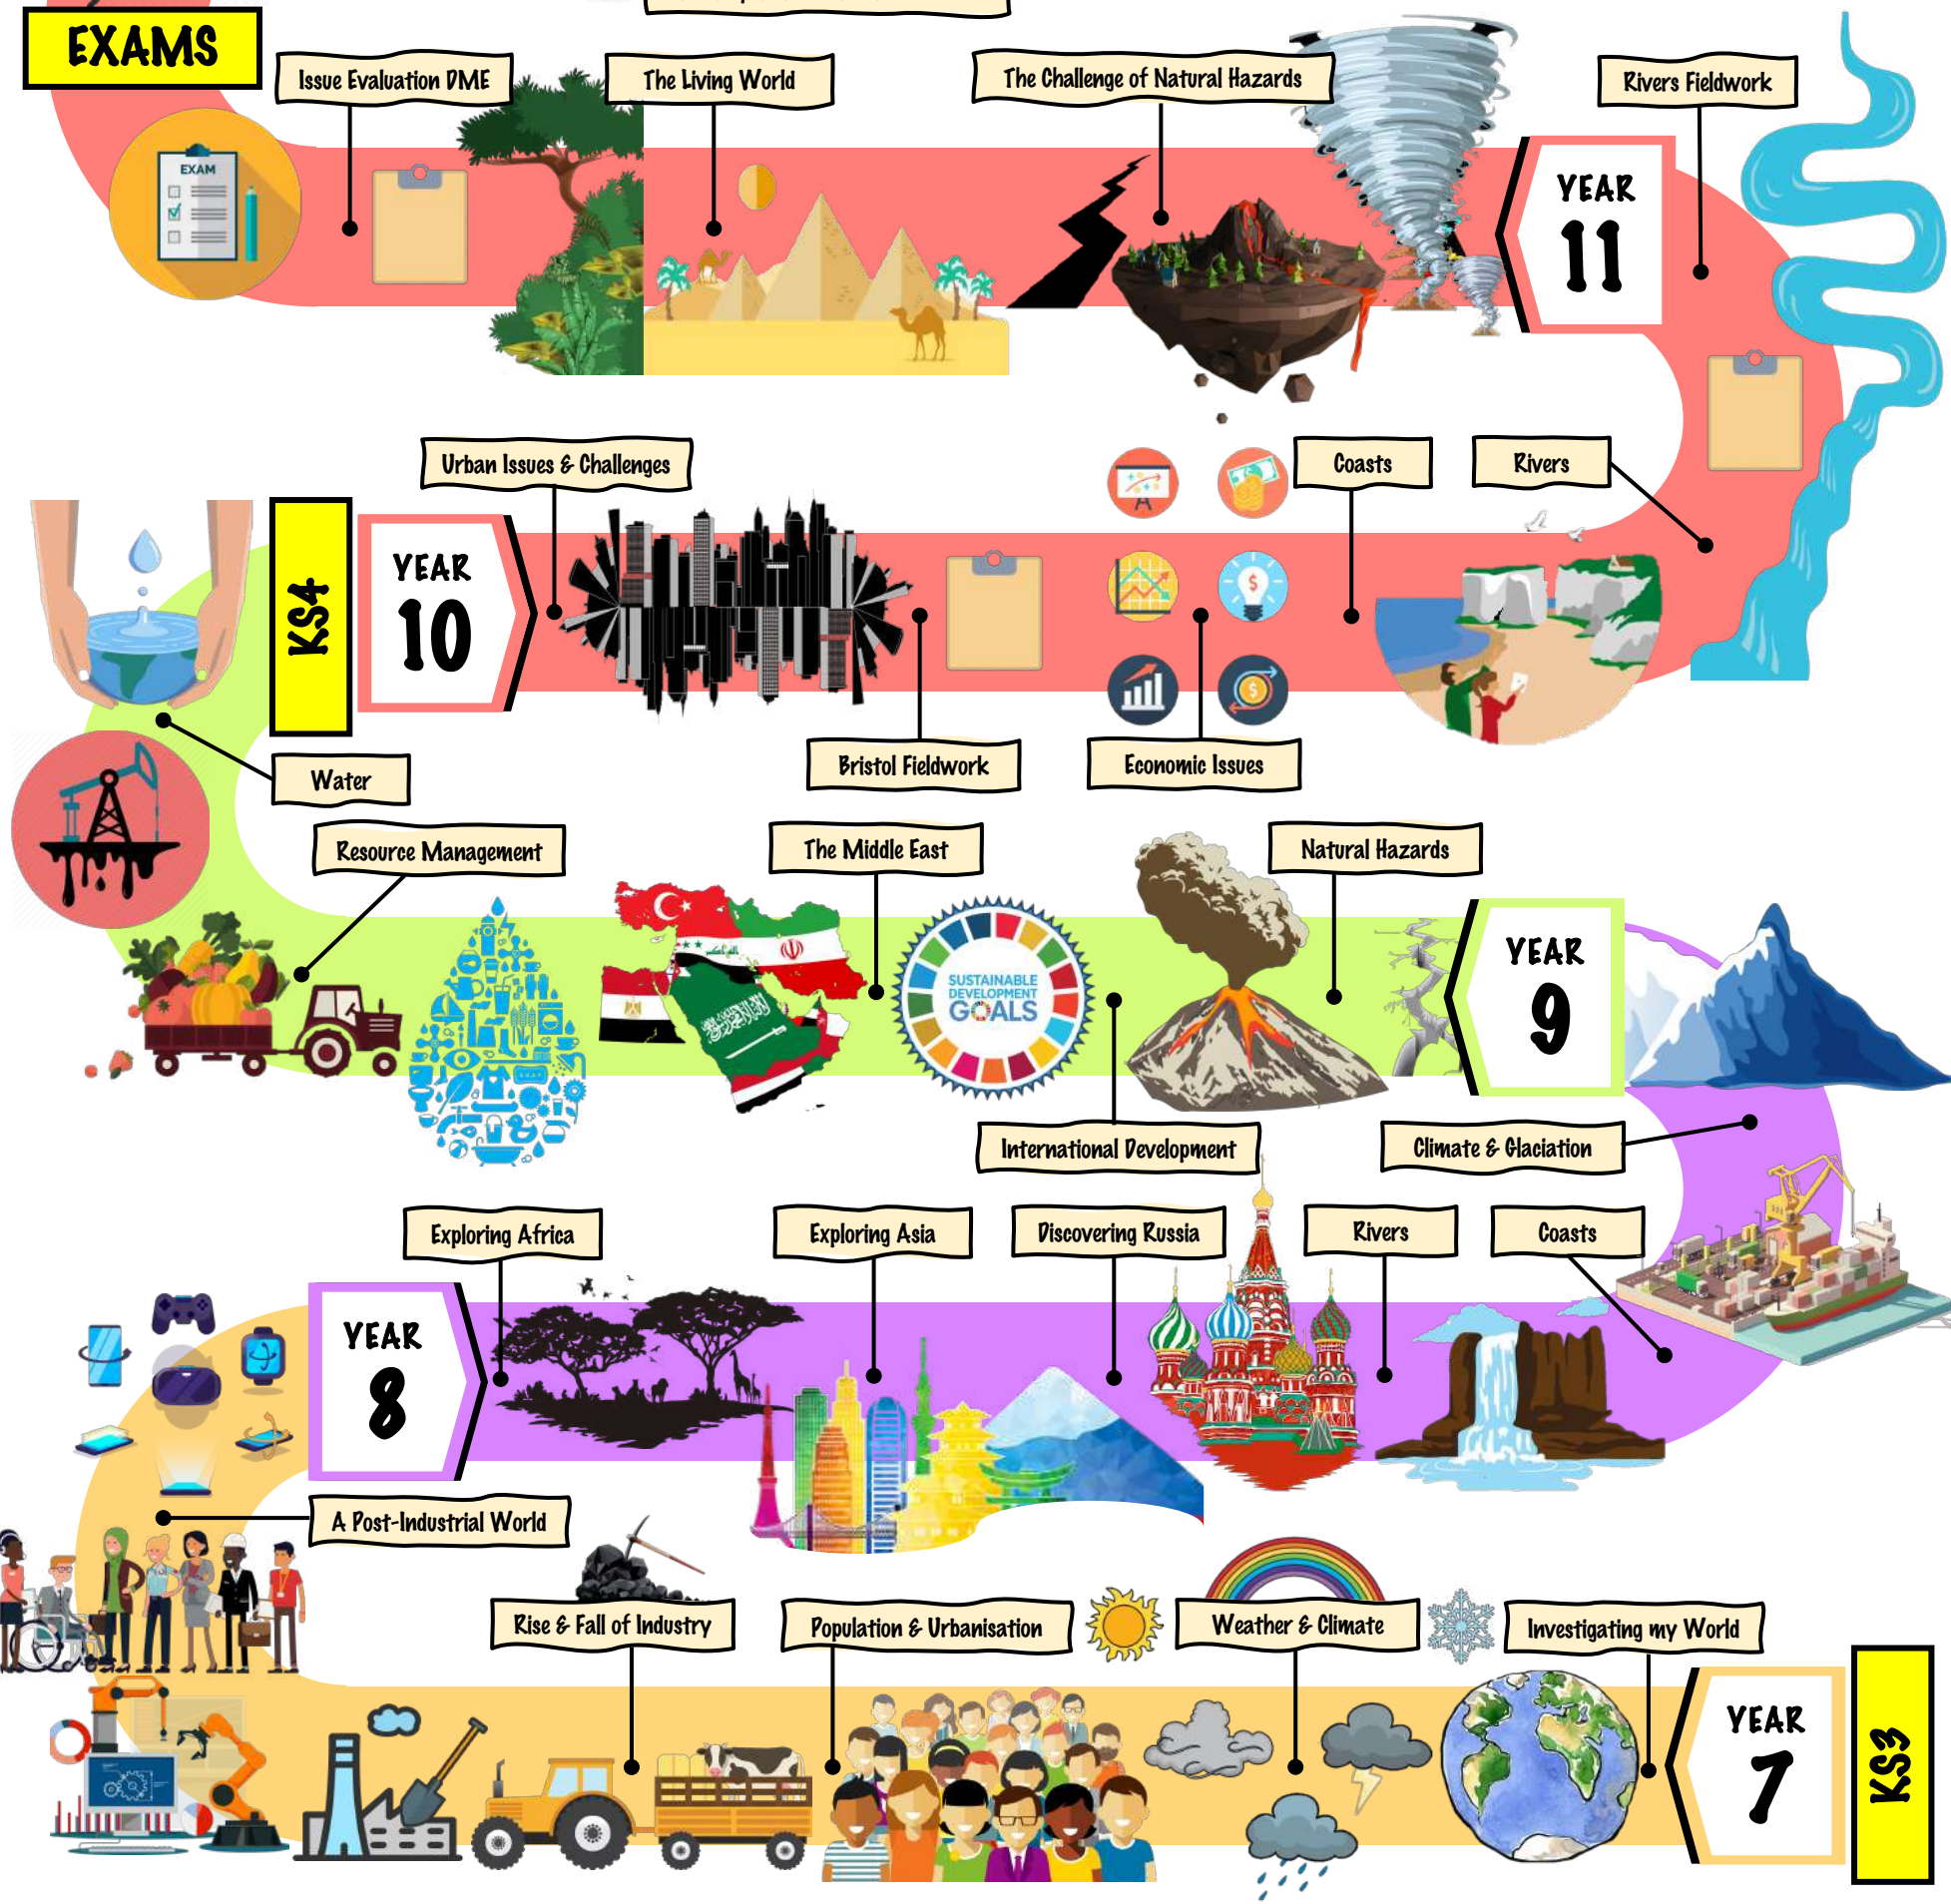 EXAMS
Issue Evaluation DME
The Living World
The Challenge of Natural Hazards
Rivers Fieldwork
EXAM
YEAR
11
Urban Issues & Challenges
Coasts
Rivers
KS4
YEAR
10
Water
Bristol Fieldwork
Economic Issues
Resource Management
The Middle East
Natural Hazards
SUSTAINABLE
DEVELOPMENT
GOALS
YEAR
9
International Development
Climate & Glaciation
Exploring Africa
Exploring Asia
Discovering Russia
Rivers
Coasts
YEAR
8
A Post-Industrial World
Rise & Fall of Industry
Population & Urbanisation
Weather & Climate
Investigating my World
YEAR
7
KS3